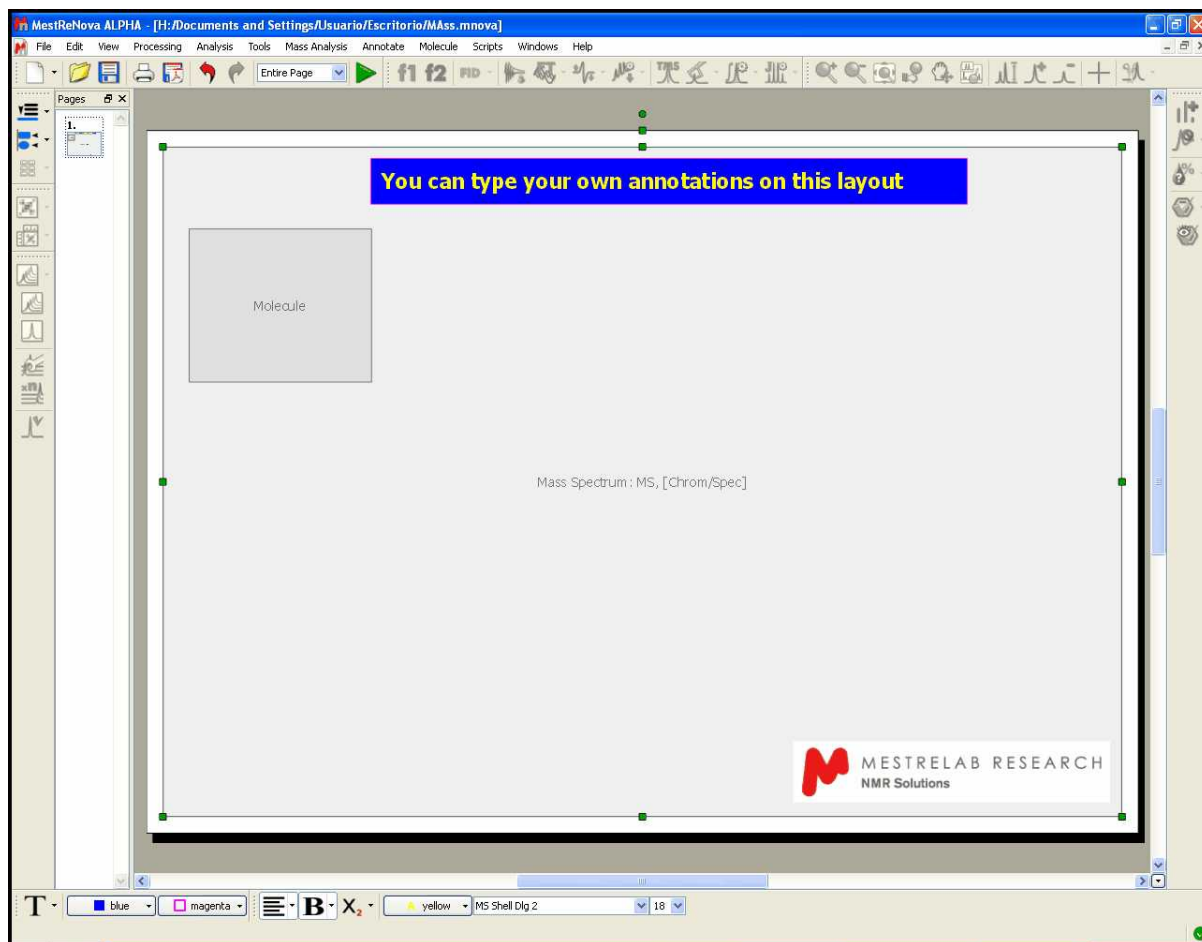 MestReNova ALPHA - [H:/Documents and Settings/Usuario/Escritorio/MAss.mnova]
File Edit View Processing Analysis Tools Mass Analysis Annotate Molecule Scripts Windows Help
Entire Page f1 f2 FID TMS
Pages
1.
You can type your own annotations on this layout
Molecule
Mass Spectrum : MS, [Chrom/Spec]
MESTRELAB RESEARCH
NMR Solutions
T blue magenta B X2 yellow MS Shell Dlg 2 18